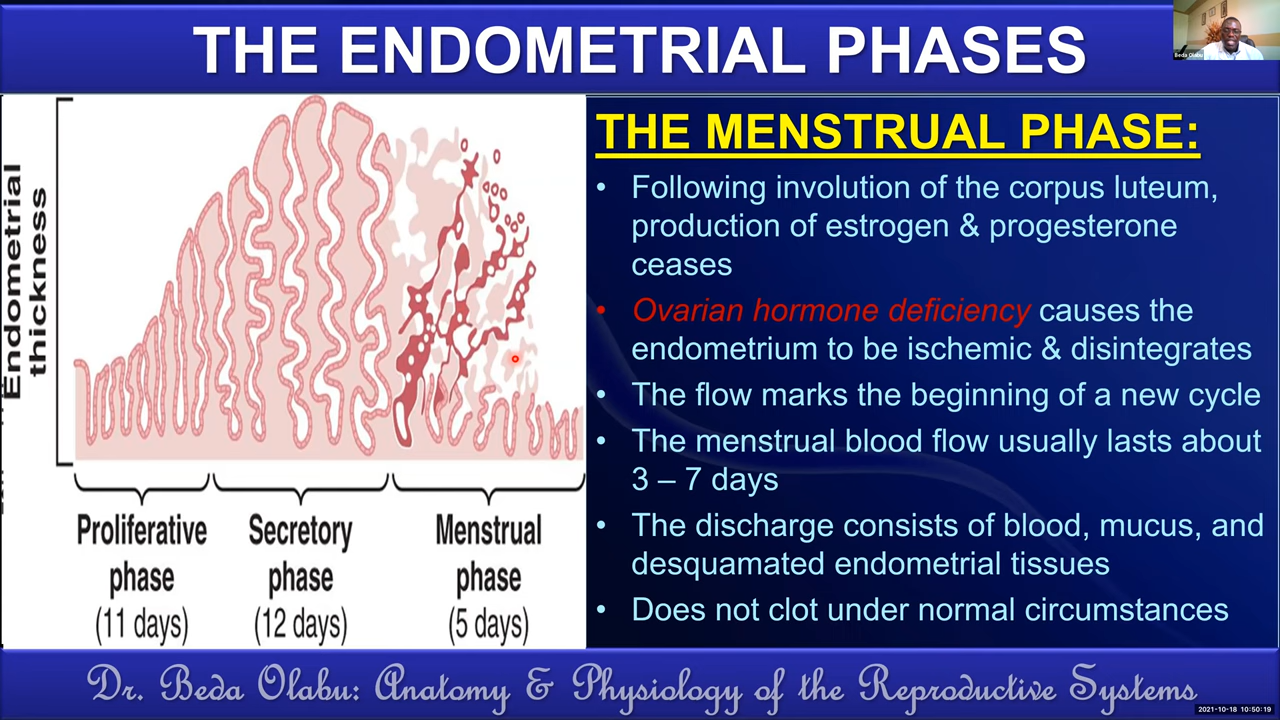 THE ENDOMETRIAL PHASES
Beda Olabu
Endometrial
thickness
Proliferative
phase
(11 days)
Secretory
phase
(12 days)
Menstrual
phase
(5 days)
THE MENSTRUAL PHASE:
• Following involution of the corpus luteum,
production of estrogen & progesterone
ceases
• Ovarian hormone deficiency causes the
endometrium to be ischemic & disintegrates
• The flow marks the beginning of a new cycle
• The menstrual blood flow usually lasts about
3 – 7 days
• The discharge consists of blood, mucus, and
desquamated endometrial tissues
• Does not clot under normal circumstances
Dr. Beda Olabu: Anatomy & Physiology of the Reproductive Systems
2021-10-18 10:50:19